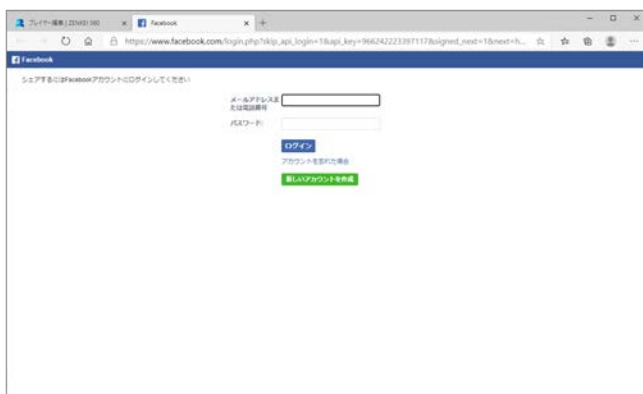 プレイヤー編集 | ZENKEI 360
Facebook
https://www.facebook.com/login.php?skip_api_login=1&api_key=966242223397117&signed_next=1&next=h...
Facebook
シェアするにはFacebookアカウントにログインしてください
メールアドレスま
たは電話番号
パスワード:
ログイン
アカウントを忘れた場合
新しいアカウントを作成